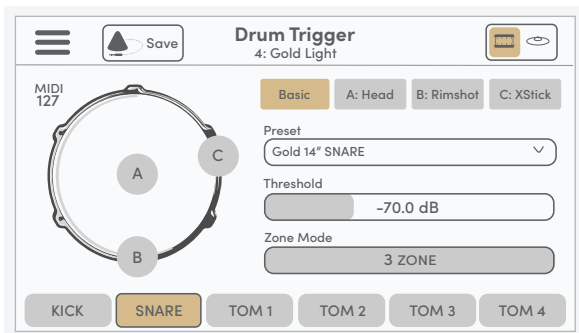 Save
Drum Trigger
4: Gold Light
MIDI
127
Basic
A: Head
B: Rimshot
C: XStick
Preset
Gold 14” SNARE
Threshold
-70.0 dB
Zone Mode
3 ZONE
A
C
B
KICK
SNARE
TOM 1
TOM 2
TOM 3
TOM 4